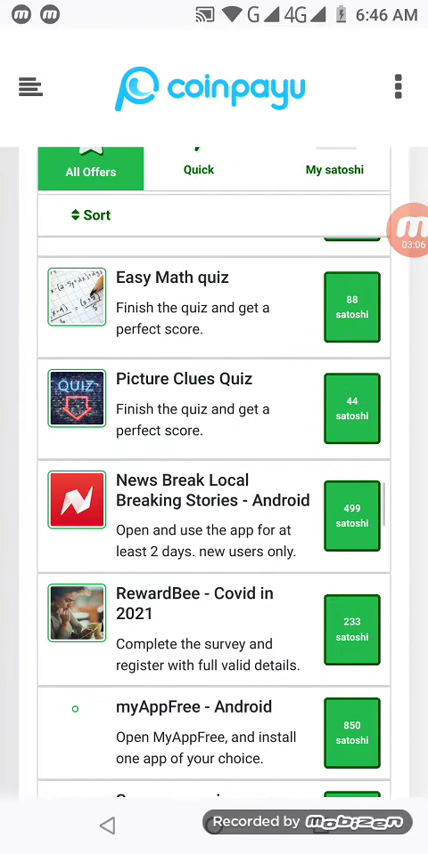 G 4G 6:46 AM
coinpayu
All Offers
Quick
My satoshi
Sort
03:06
Easy Math quiz
Finish the quiz and get a
perfect score.
88
satoshi
QUIZ
Picture Clues Quiz
Finish the quiz and get a
perfect score.
44
satoshi
News Break Local
Breaking Stories - Android
Open and use the app for at
least 2 days. new users only.
499
satoshi
RewardBee - Covid in
2021
Complete the survey and
register with full valid details.
233
satoshi
myAppFree - Android
Open MyAppFree, and install
one app of your choice.
850
satoshi
Recorded by mobizen